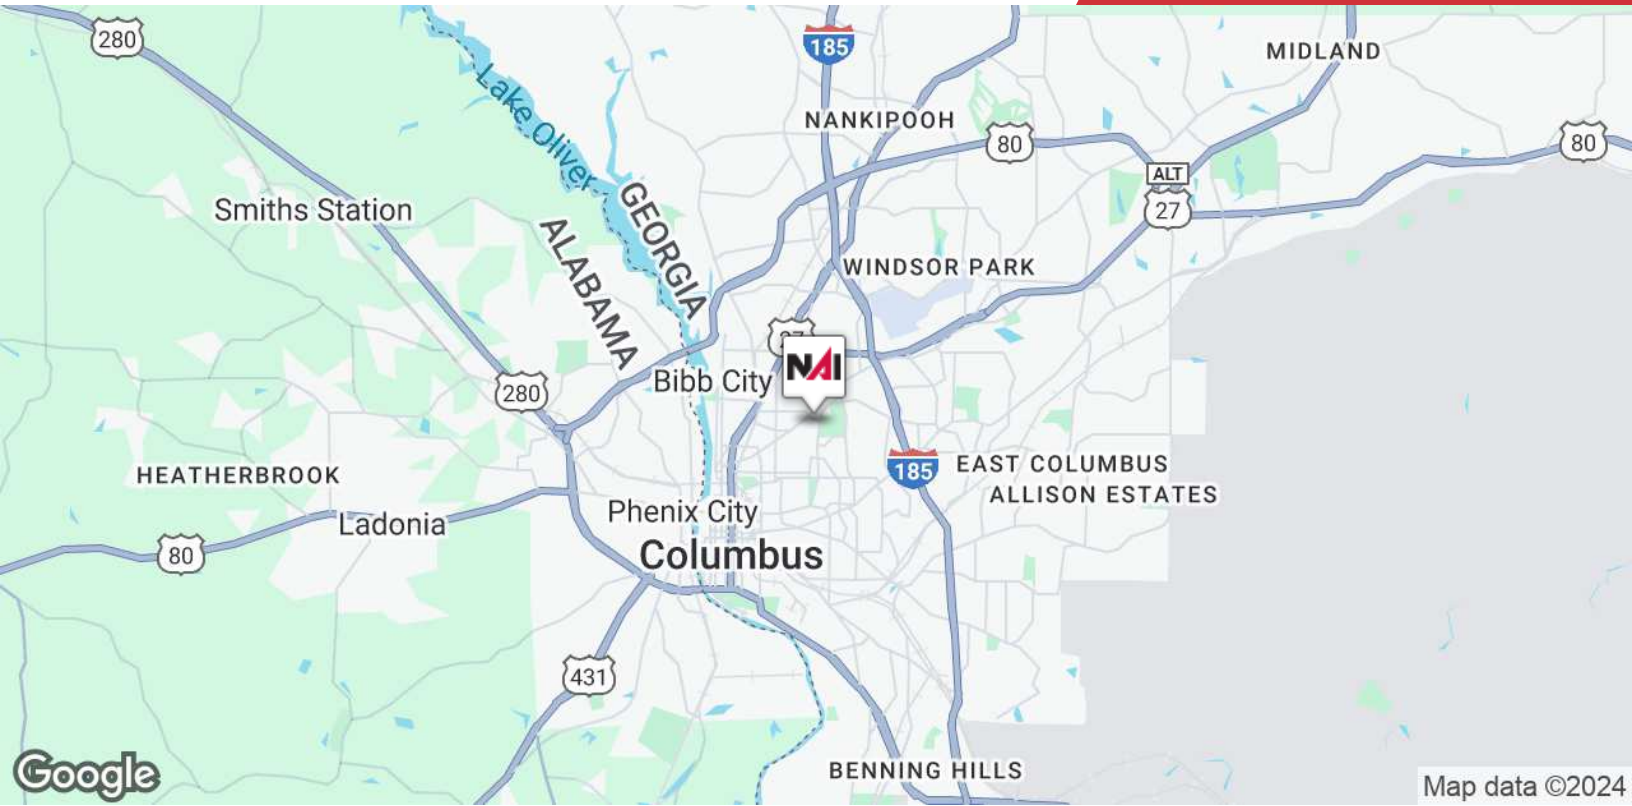 280
185
MIDLAND
NANKIPOOH
80
80
Lake Oliver
ALT
27
Smiths Station
GEORGIA
ALABAMA
WINDSOR PARK
27
NAI
Bibb City
280
185
EAST COLUMBUS
HEATHERBROOK
ALLISON ESTATES
Phenix City
Ladonia
80
Columbus
431
BENNING HILLS
Google
Map data ©2024